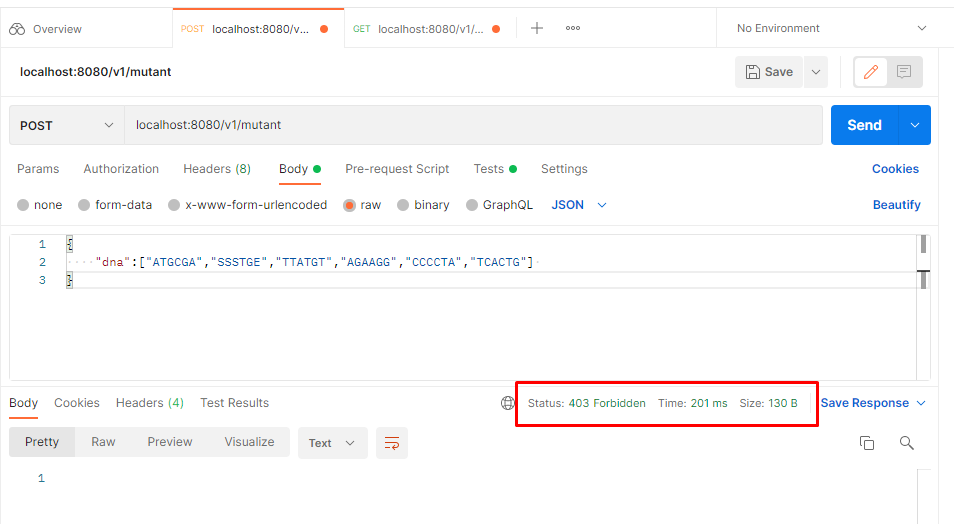 Overview POST localhost:8080/v... GET localhost:8080/v1/... No Environment
localhost:8080/v1/mutant Save
POST localhost:8080/v1/mutant Send
Params Authorization Headers (8) Body Pre-request Script Tests Settings Cookies
none form-data x-www-form-urlencoded raw binary GraphQL JSON Beautify
1 {
2 ····"dna":["ATGCGA","SSSTGE","TTATGT","AGAAGG","CCCCTA","TCACTG"]·
3 }
Body Cookies Headers (4) Test Results Status: 403 Forbidden Time: 201 ms Size: 130 B Save Response
Pretty Raw Preview Visualize Text
1